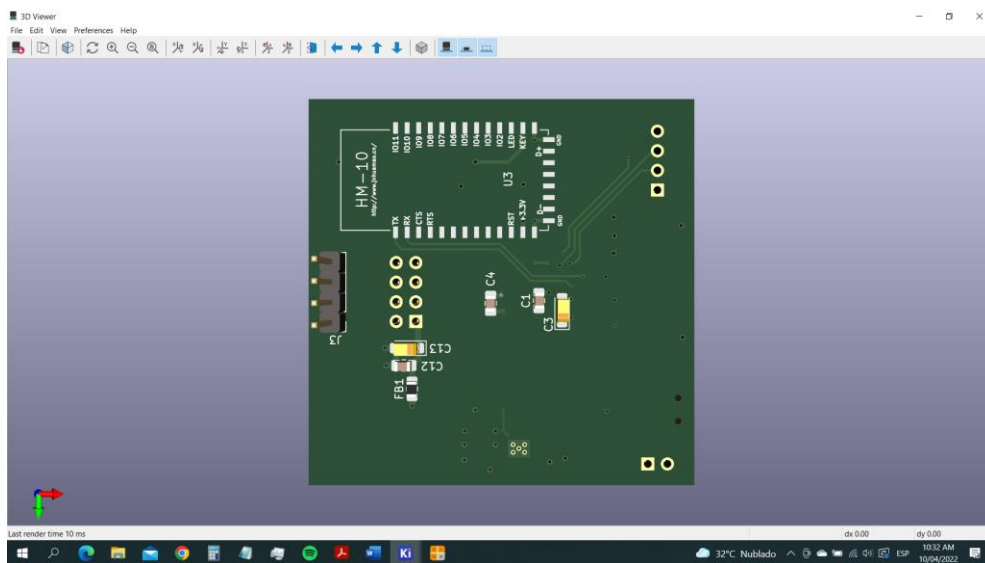 3D Viewer
File Edit View Preferences Help
IO11 IO10 IO9 IO8 IO7 IO6 IO5 IO4 IO3 IO2 LED KEY
GND
D+
HM-10
U3
D-
GND
TX RX CTS RTS RST +3.3V
C4
C1
C3
J3
C13
C12
FB1
Last render time 10 ms
dx 0.00 dy 0.00
Ki
32°C Nublado ESP 10:32 AM
10/04/2022